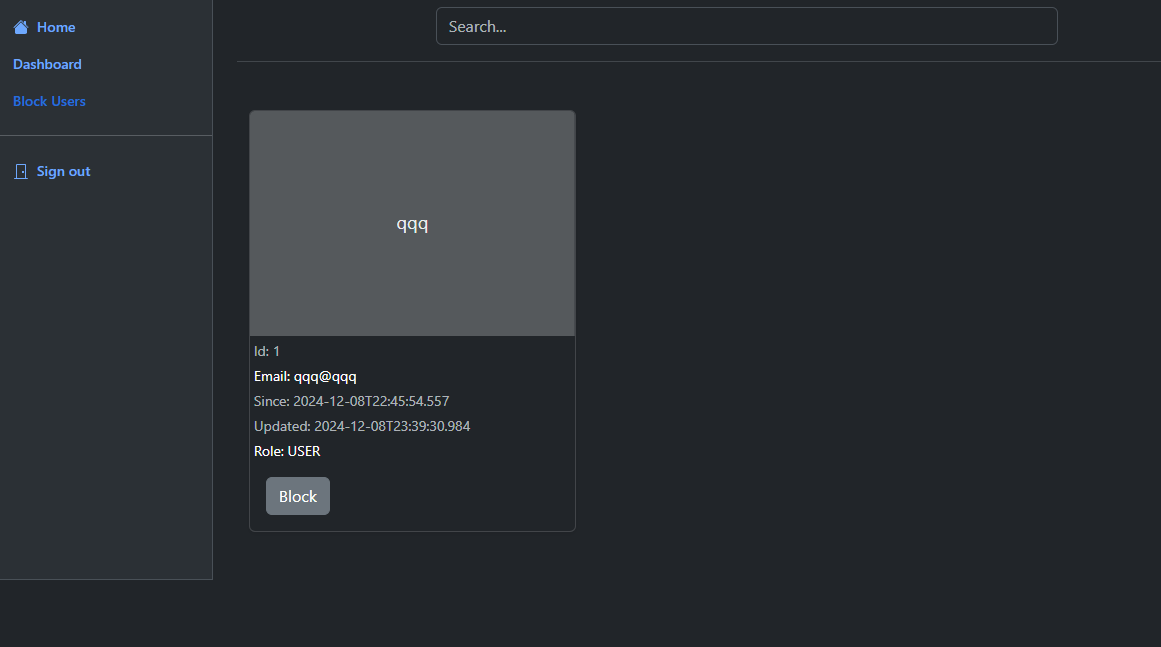 Home
Dashboard
Block Users
Sign out
Search...
qqq
Id: 1
Email: qqq@qqq
Since: 2024-12-08T22:45:54.557
Updated: 2024-12-08T23:39:30.984
Role: USER
Block